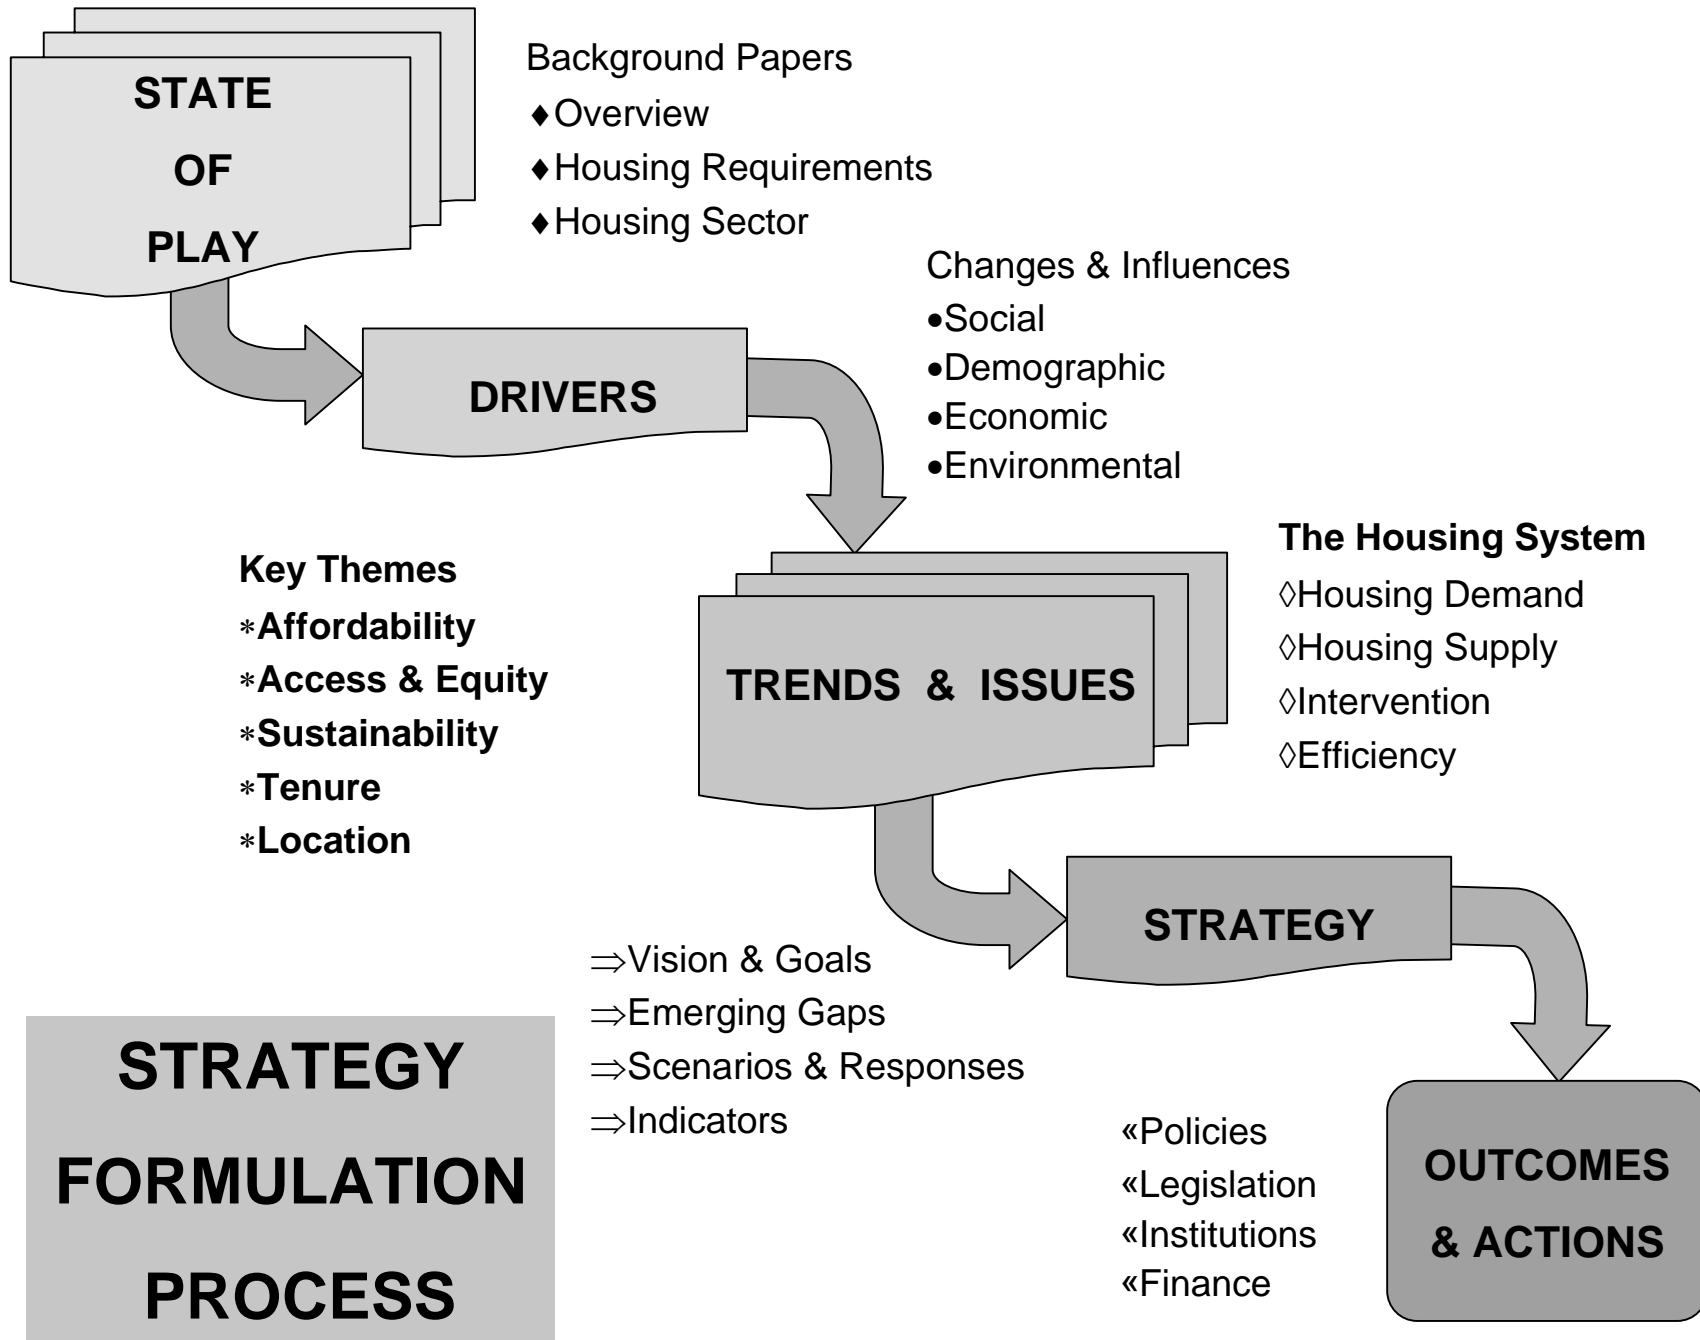 STATE
OF
PLAY
Background Papers
♦Overview
♦Housing Requirements
♦Housing Sector
DRIVERS
Changes & Influences
•Social
•Demographic
•Economic
•Environmental
Key Themes
*Affordability
*Access & Equity
*Sustainability
*Tenure
*Location
TRENDS & ISSUES
The Housing System
◊Housing Demand
◊Housing Supply
◊Intervention
◊Efficiency
STRATEGY
⇒Vision & Goals
⇒Emerging Gaps
⇒Scenarios & Responses
⇒Indicators
STRATEGY
FORMULATION
PROCESS
«Policies
«Legislation
«Institutions
«Finance
OUTCOMES
& ACTIONS